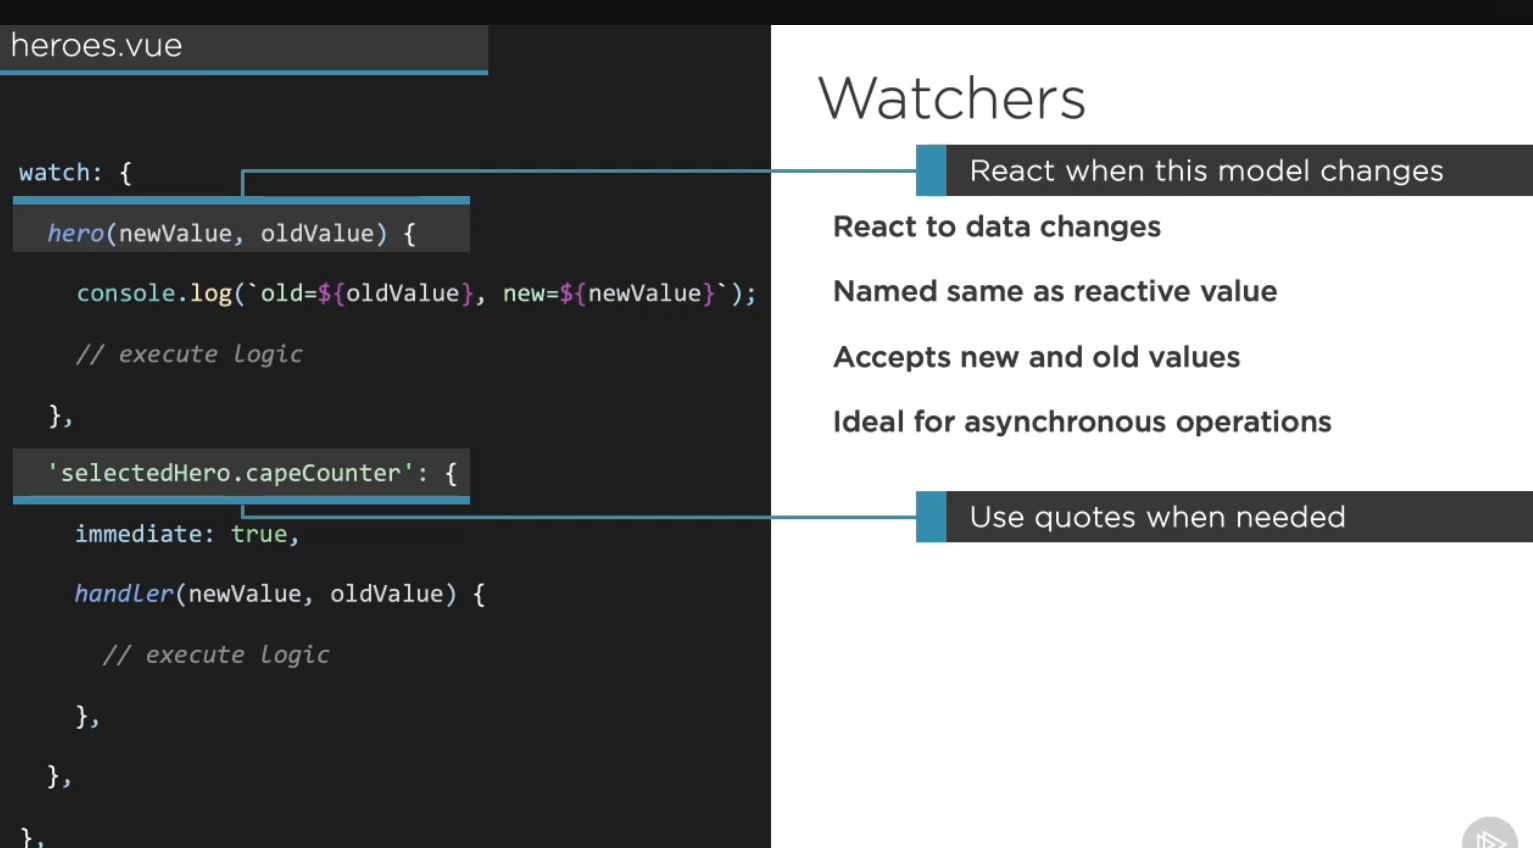 heroes.vue
watch: {
hero(newValue, oldValue) {
console.log(`old=${oldValue}, new=${newValue}`);
// execute logic
},
'selectedHero.capeCounter': {
immediate: true,
handler(newValue, oldValue) {
// execute logic
},
},
},
Watchers
React when this model changes
React to data changes
Named same as reactive value
Accepts new and old values
Ideal for asynchronous operations
Use quotes when needed